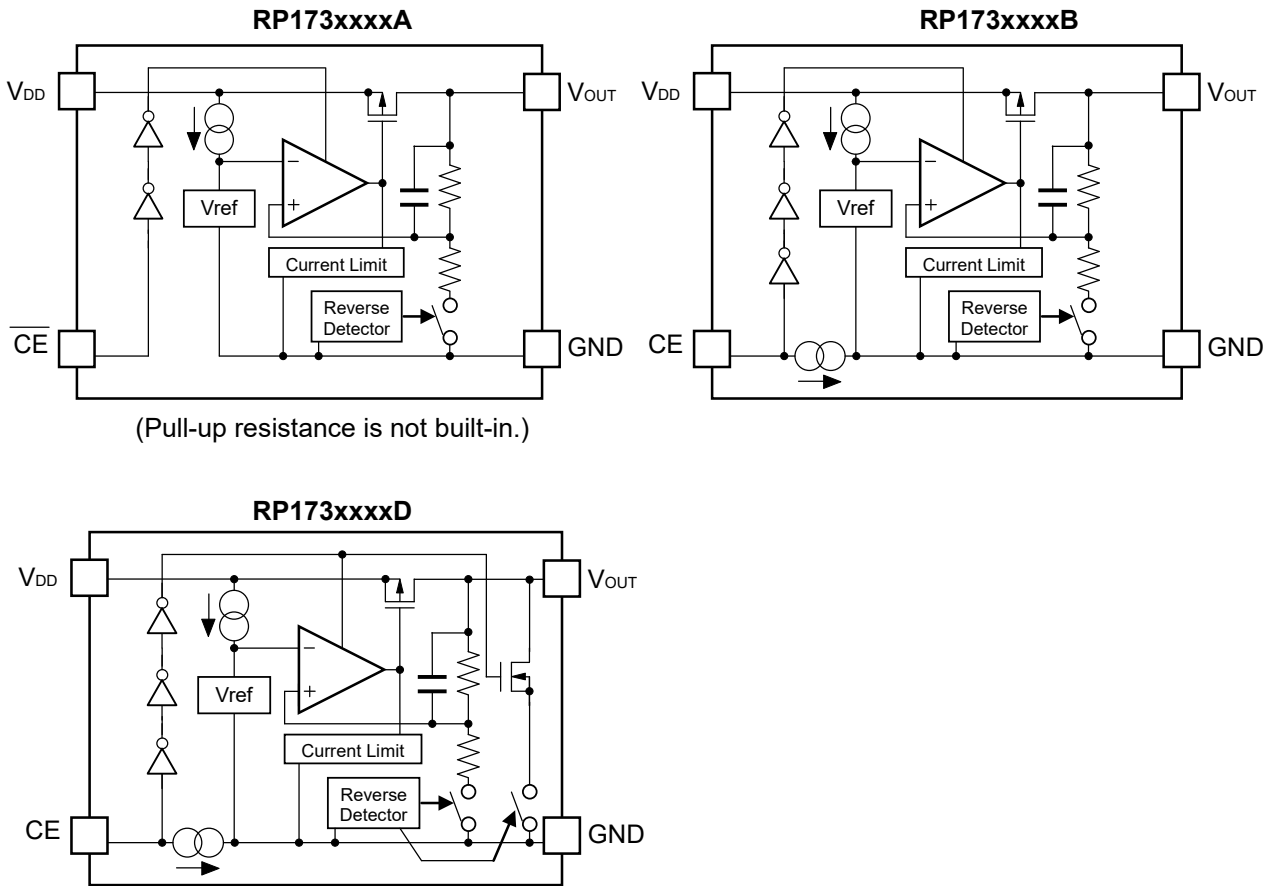 RP173xxxxA
VDD
VOUT
−
+
Vref
Current Limit
Reverse
Detector
C̅E̅
GND
(Pull-up resistance is not built-in.)
RP173xxxxB
VDD
VOUT
−
+
Vref
Current Limit
Reverse
Detector
CE
GND
RP173xxxxD
VDD
VOUT
−
+
Vref
Current Limit
Reverse
Detector
CE
GND